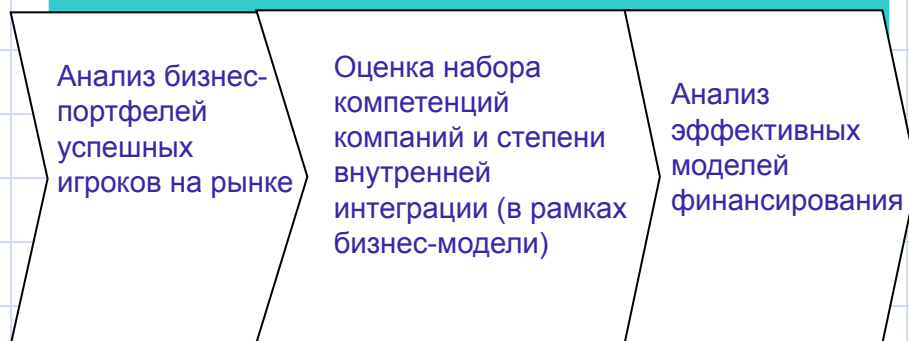 Анализ бизнес-
портфелей
успешных
игроков на рынке
Оценка набора
компетенций
компаний и степени
внутренней
интеграции (в рамках
бизнес-модели)
Анализ
эффективных
моделей
финансирования